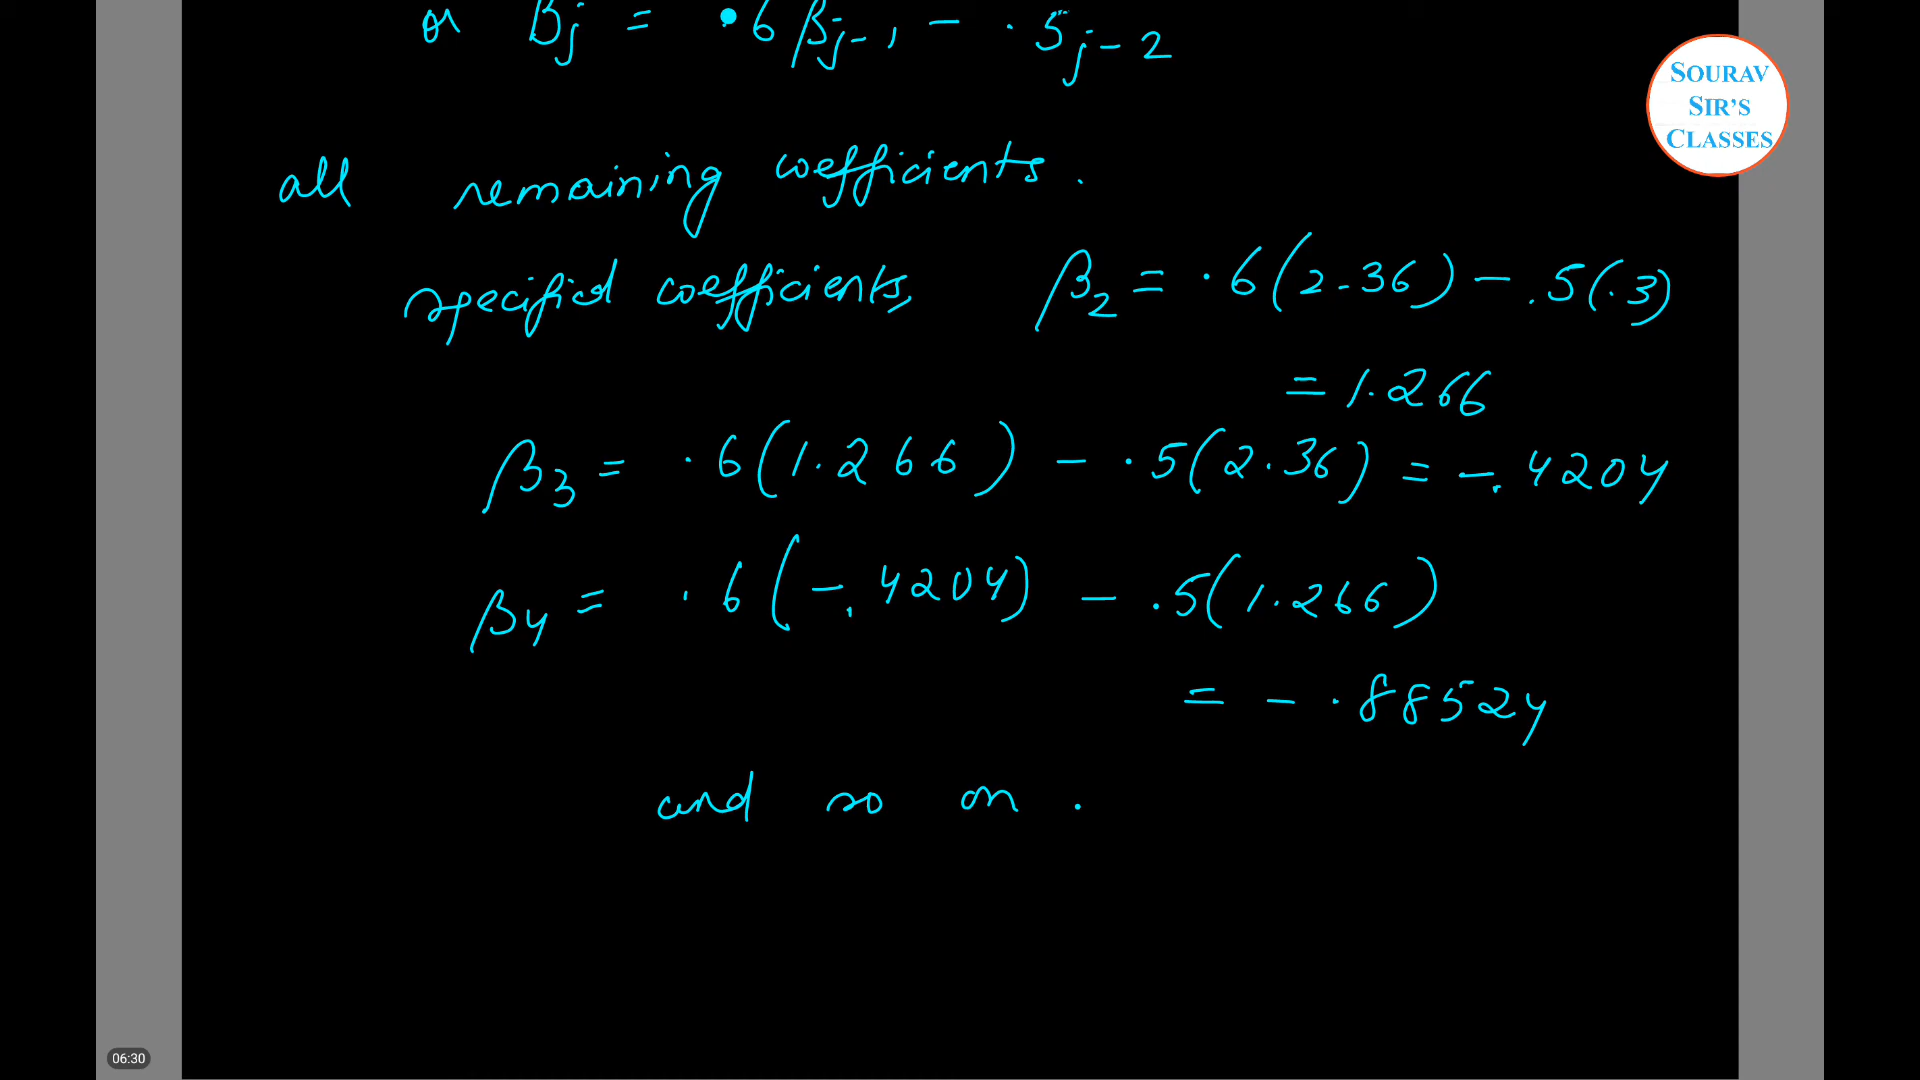 or βj = .6 βj-1 - .5j-2
SOURAV
SIR'S
CLASSES
all remaining coefficients.
specified coefficients, β2 = .6(2.36) - .5(.3)
= 1.266
β3 = .6(1.266) - .5(2.36) = -.4204
β4 = .6(-.4204) - .5(1.266)
= - .88524
and so on .
06:30